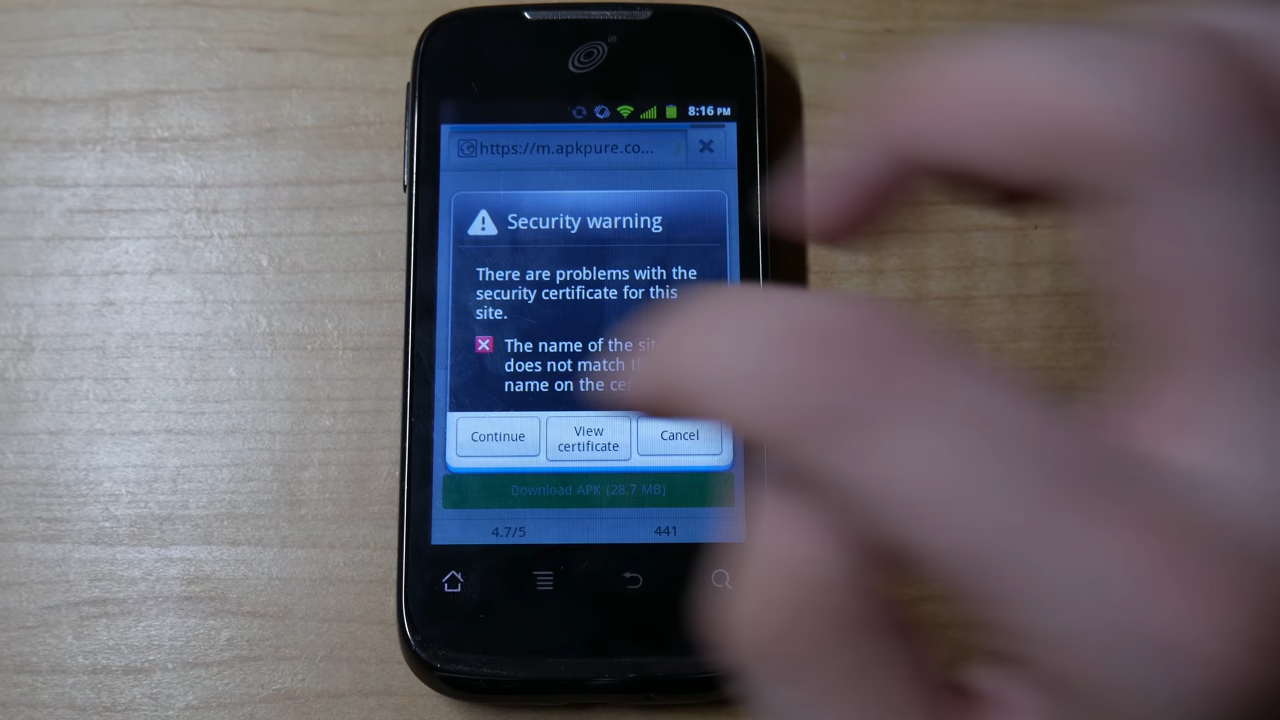 8:16 PM
https://m.apkpure.co...
Security warning
There are problems with the
security certificate for this
site.
The name of the
does not match
name on the
Continue
View
certificate
Cancel
Download APK (28.7 MB)
4.7/5
441